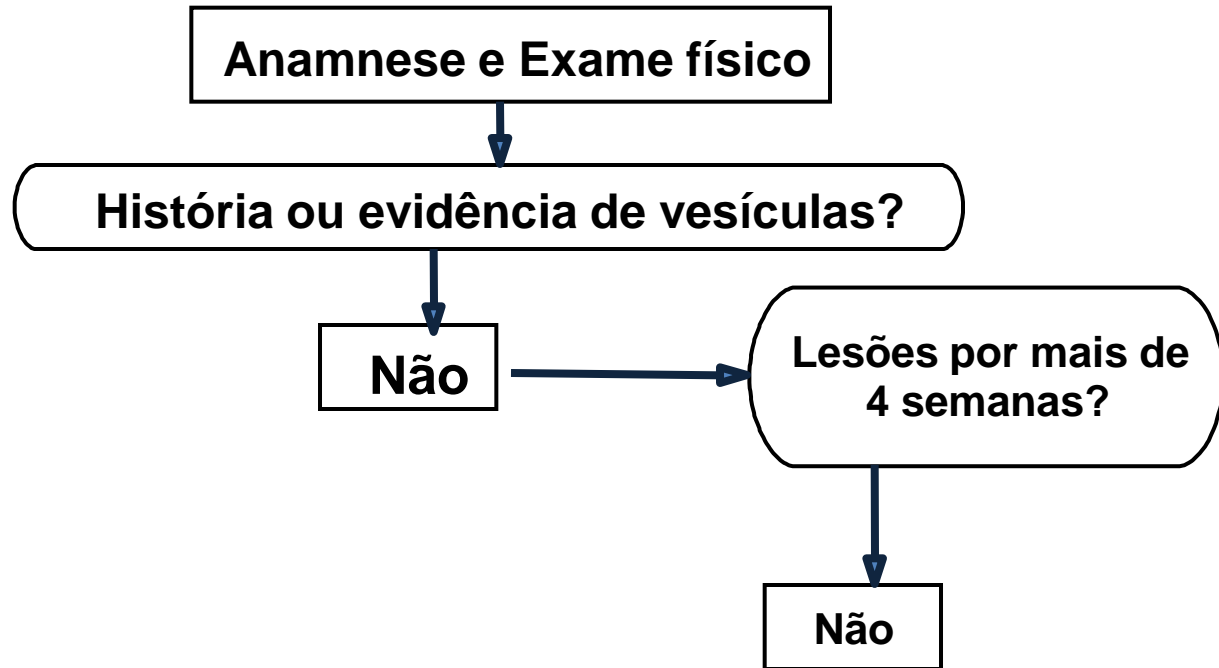 Anamnese e Exame físico
História ou evidência de vesículas?
Não
Lesões por mais de
4 semanas?
Não